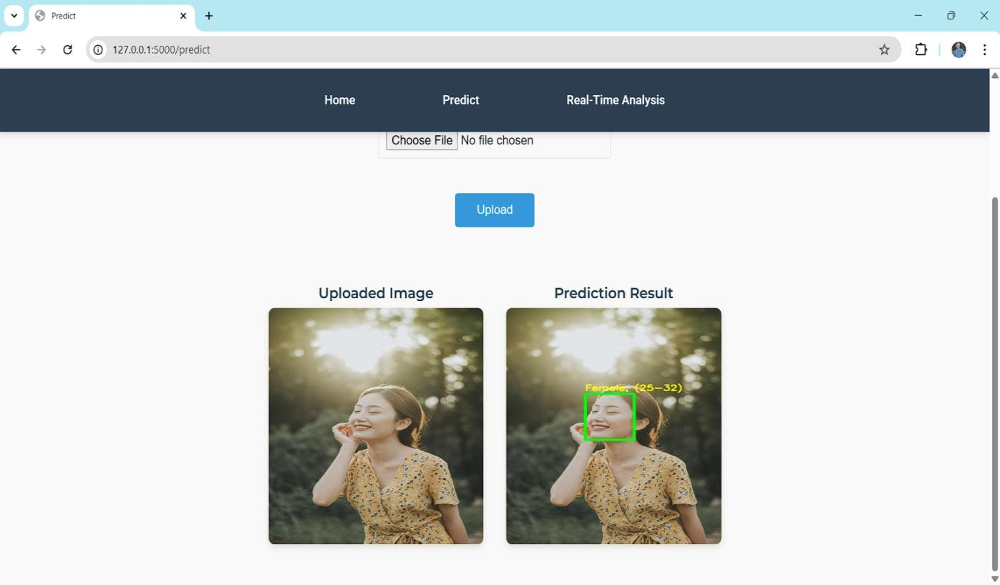 Predict
127.0.0.1:5000/predict
Home Predict Real-Time Analysis
Choose File No file chosen
Upload
Uploaded Image Prediction Result
Female, (25-32)